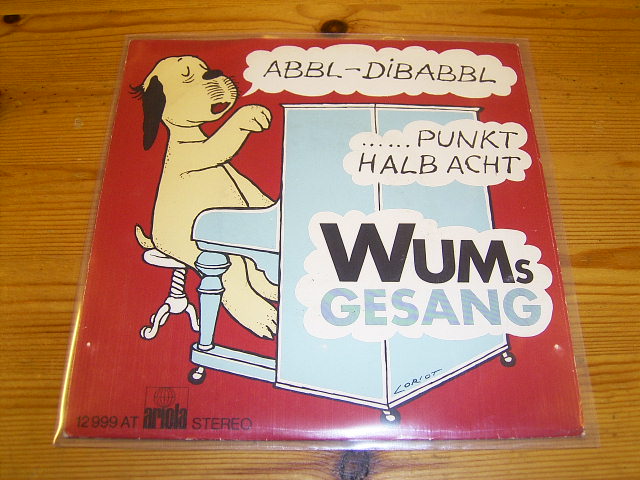 ABBL-DiBABBL
......PUNKT
HALB ACHT
WUMs
GESANG
LORIOT
12 999 AT ariola STEREO